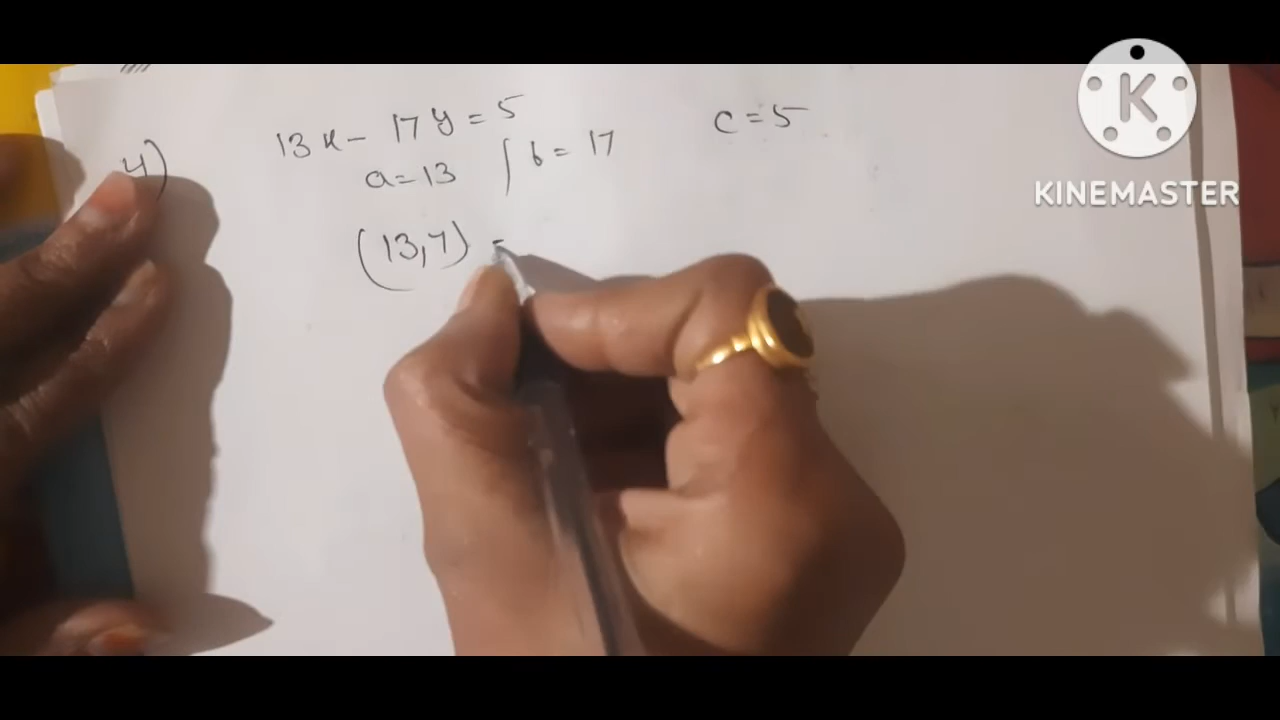 4)
13x - 17y = 5
c = 5
a = 13
b = 17
(13,7) =
K
KINEMASTER